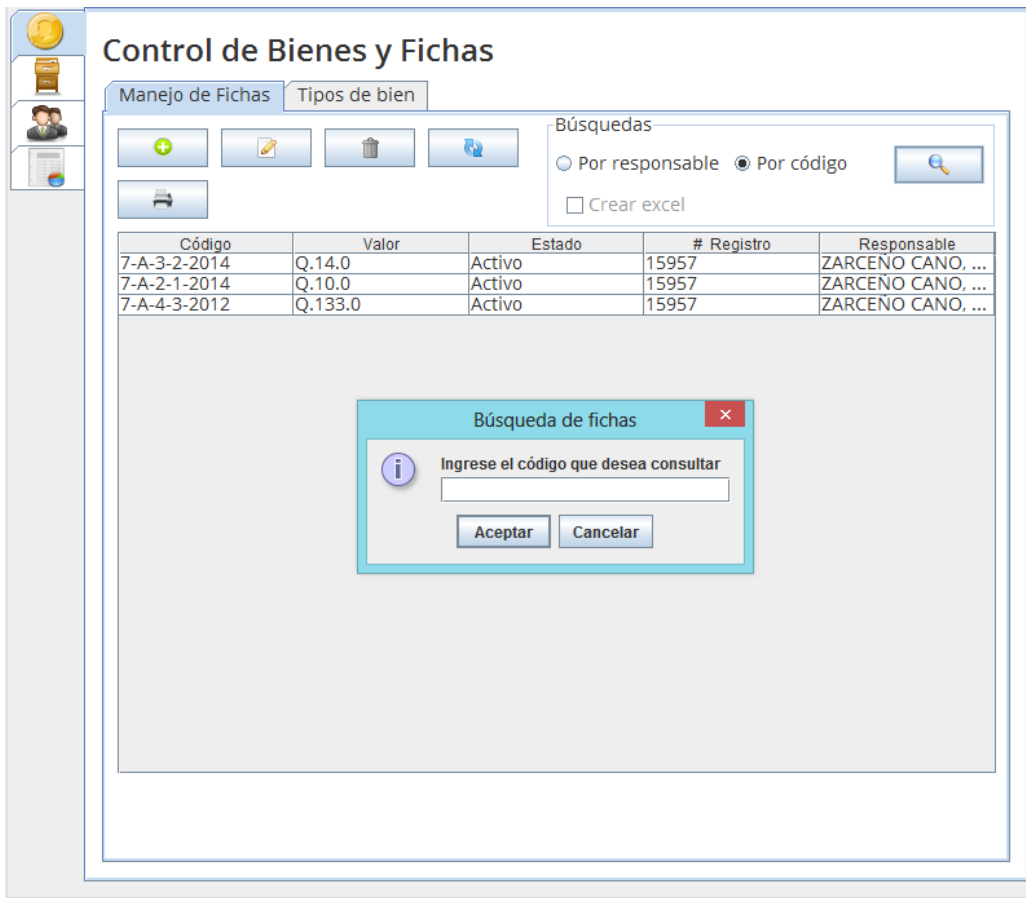 Control de Bienes y Fichas
Manejo de Fichas Tipos de bien
Búsquedas
Por responsable Por código
Crear excel
Código Valor Estado # Registro Responsable
7-A-3-2-2014 Q.14.0 Activo 15957 ZARCEÑO CANO, ...
7-A-2-1-2014 Q.10.0 Activo 15957 ZARCEÑO CANO, ...
7-A-4-3-2012 Q.133.0 Activo 15957 ZARCEÑO CANO, ...
Búsqueda de fichas
Ingrese el código que desea consultar
Aceptar Cancelar